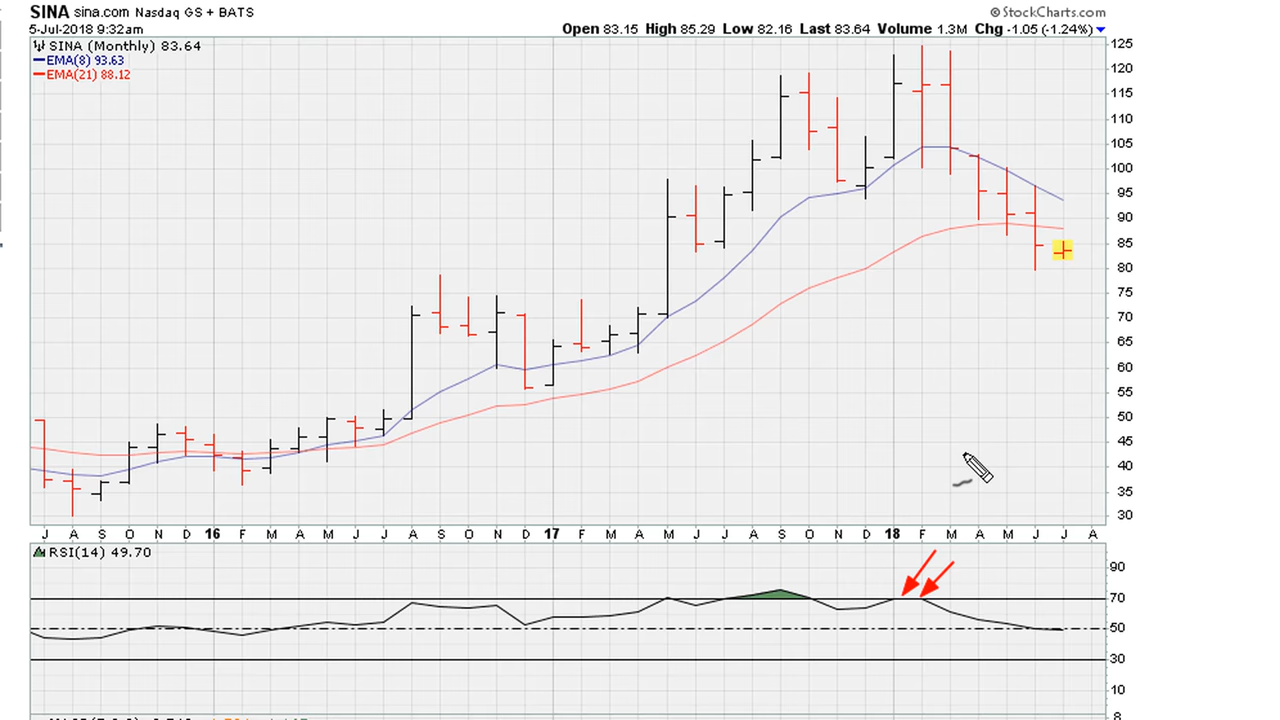 SINA sina.com Nasdaq GS + BATS
© StockCharts.com
5-Jul-2018 9:32am
Open 83.15 High 85.29 Low 82.16 Last 83.64 Volume 1.3M Chg -1.05 (-1.24%)
SINA (Monthly) 83.64
EMA(8) 93.63
EMA(21) 88.12
125
120
115
110
105
100
95
90
85
80
75
70
65
60
55
50
45
40
35
30
J A S O N D 16 F M A M J J A S O N D 17 F M A M J J A S O N D 18 F M A M J J A
RSI(14) 49.70
90
70
50
30
10
8